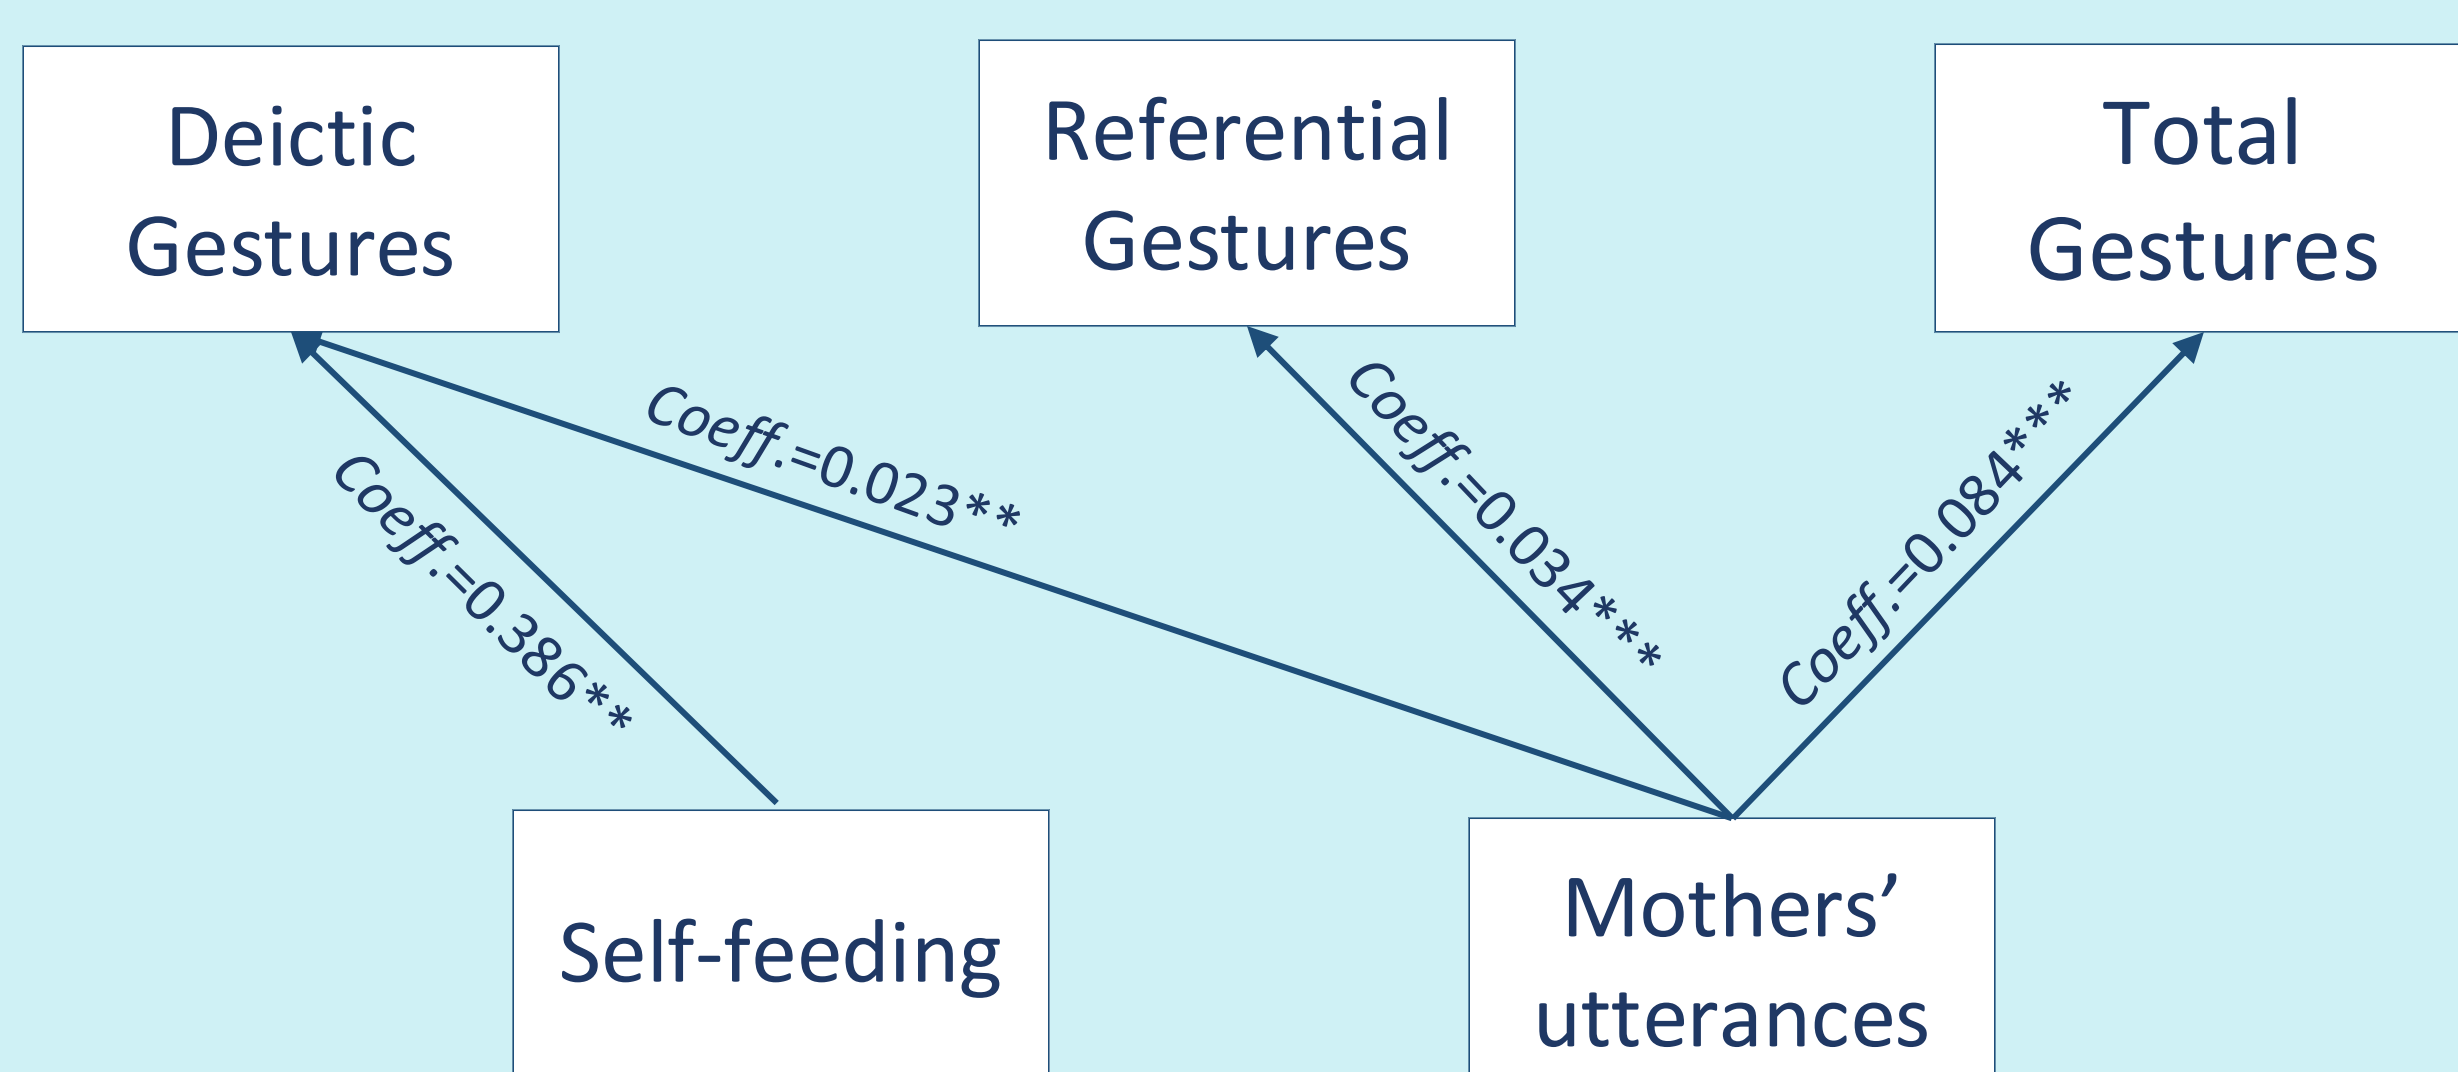 Deictic
Gestures
Referential
Gestures
Total
Gestures
Coeff.=0.386**
Coeff.=0.023**
Coeff.=0.034***
Coeff.=0.084***
Self-feeding
Mothers’
utterances